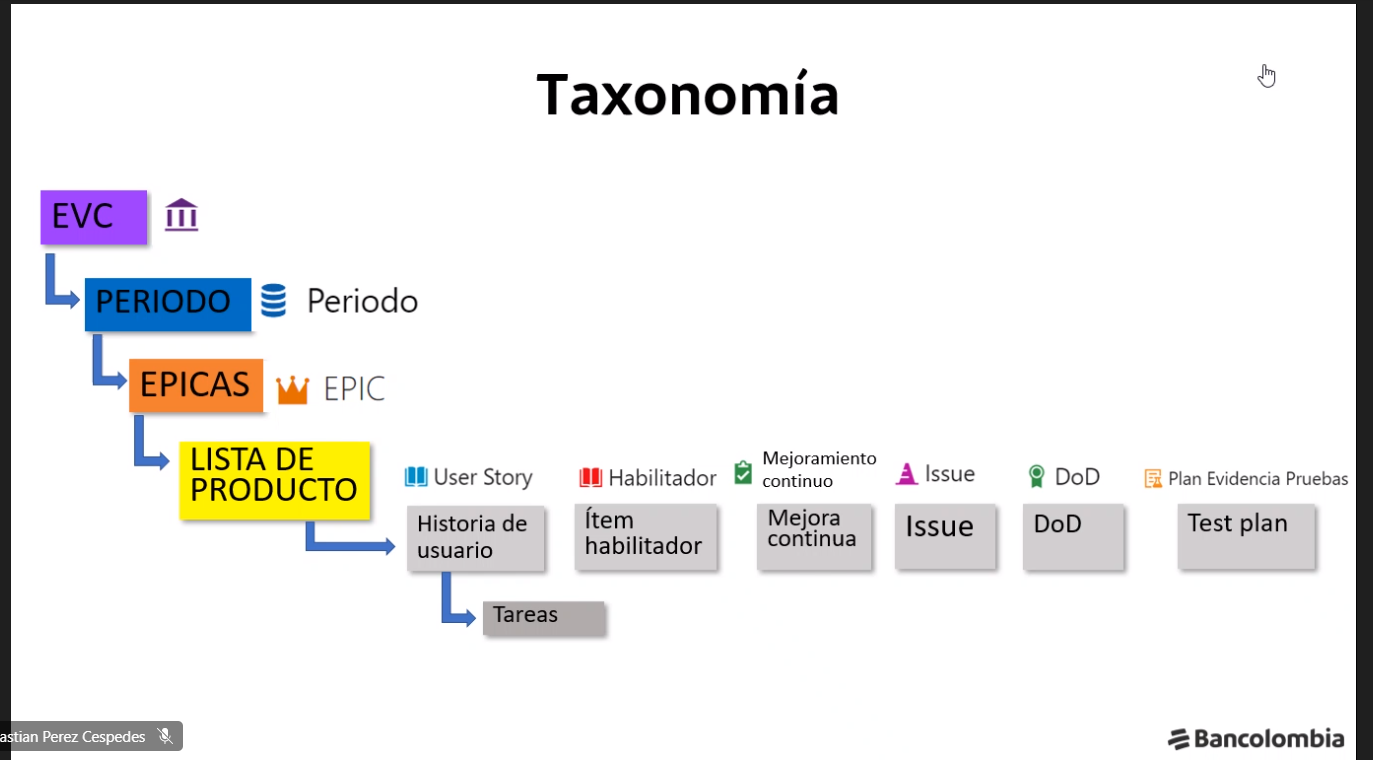 Taxonomía
EVC
PERIODO
Periodo
EPICAS
EPIC
LISTA DE
PRODUCTO
User Story
Habilitador
Mejoramiento
continuo
Issue
DoD
Plan Evidencia Pruebas
Historia de
usuario
Ítem
habilitador
Mejora
continua
Issue
DoD
Test plan
Tareas
astian Perez Cespedes
Bancolombia